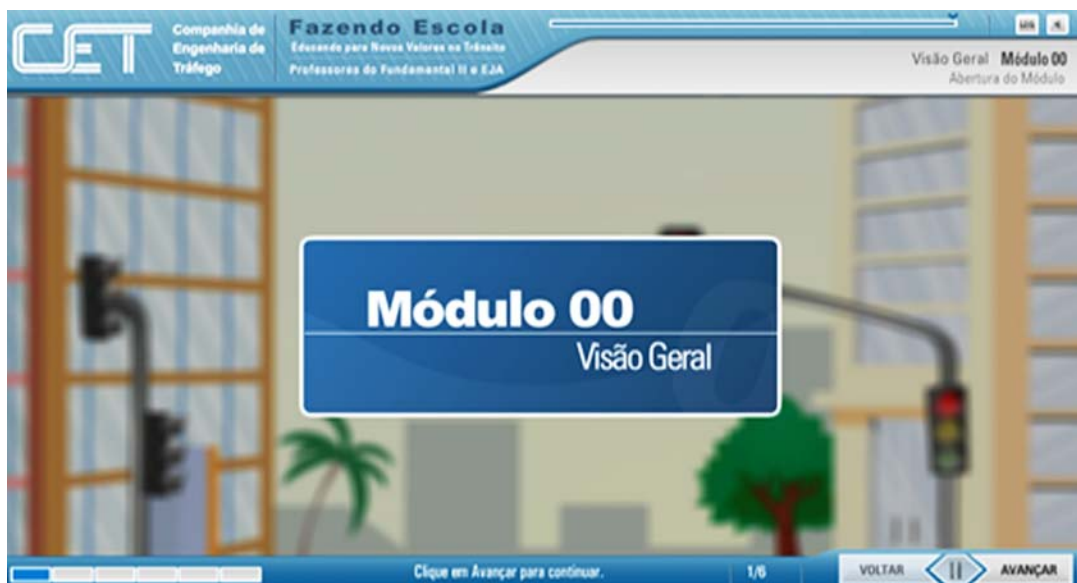 CET
Companhia de
Engenharia de
Tráfego
Fazendo Escola
Educando para Novos Valores no Trânsito
Professores do Fundamental II e EJA
Visão Geral Módulo 00
Abertura do Módulo
Módulo 00
Visão Geral
Clique em Avançar para continuar.
1/6
VOLTAR
AVANÇAR